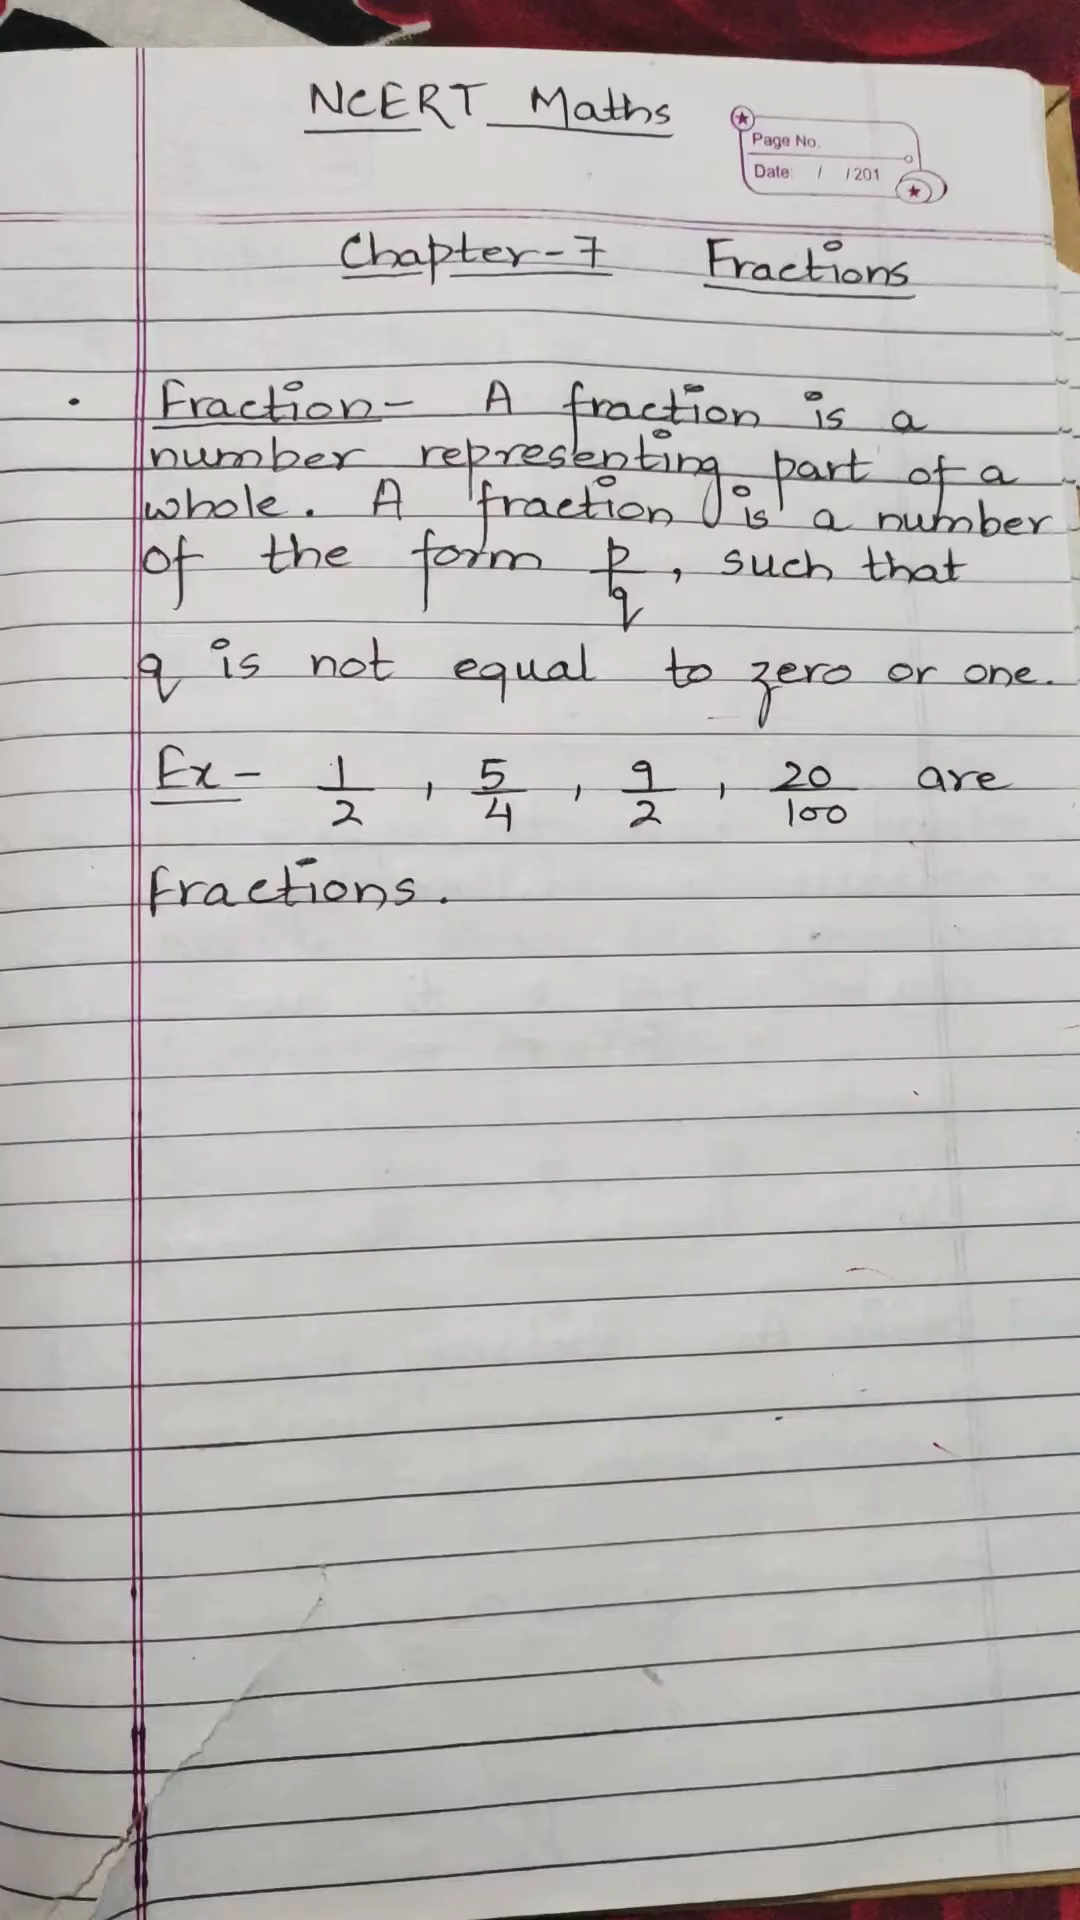 NCERT Maths
Page No.
Date: / /201
Chapter-7 Fractions
• Fraction- A fraction is a
number representing part of a
whole. A fraction is a number
of the form p/q, such that
q is not equal to zero or one.
Ex- 1/2, 5/4, 9/2, 20/100 are
fractions.